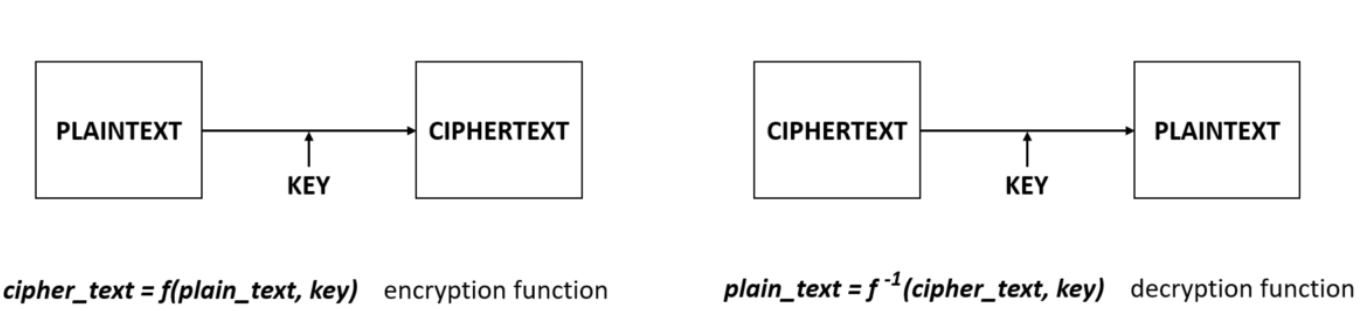 PLAINTEXT
CIPHERTEXT
KEY
cipher_text = f(plain_text, key) encryption function
CIPHERTEXT
PLAINTEXT
KEY
plain_text = f⁻¹(cipher_text, key) decryption function